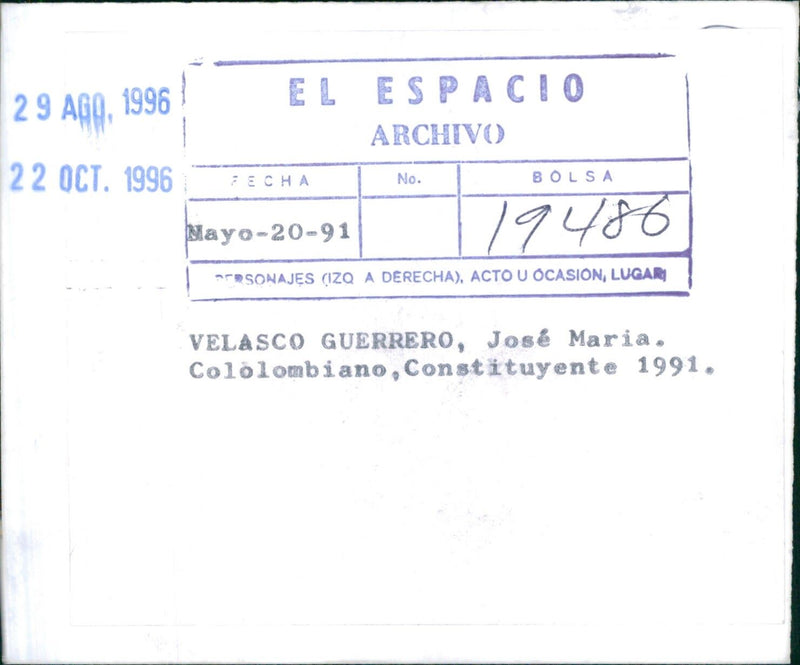 29 AGO. 1996
22 OCT. 1996
EL ESPACIO
ARCHIVO
FECHA No. BOLSA
Mayo-20-91 19486
PERSONAJES (IZQ A DERECHA), ACTO U OCASION, LUGAR
VELASCO GUERRERO, José Maria.
Cololombiano,Constituyente 1991.